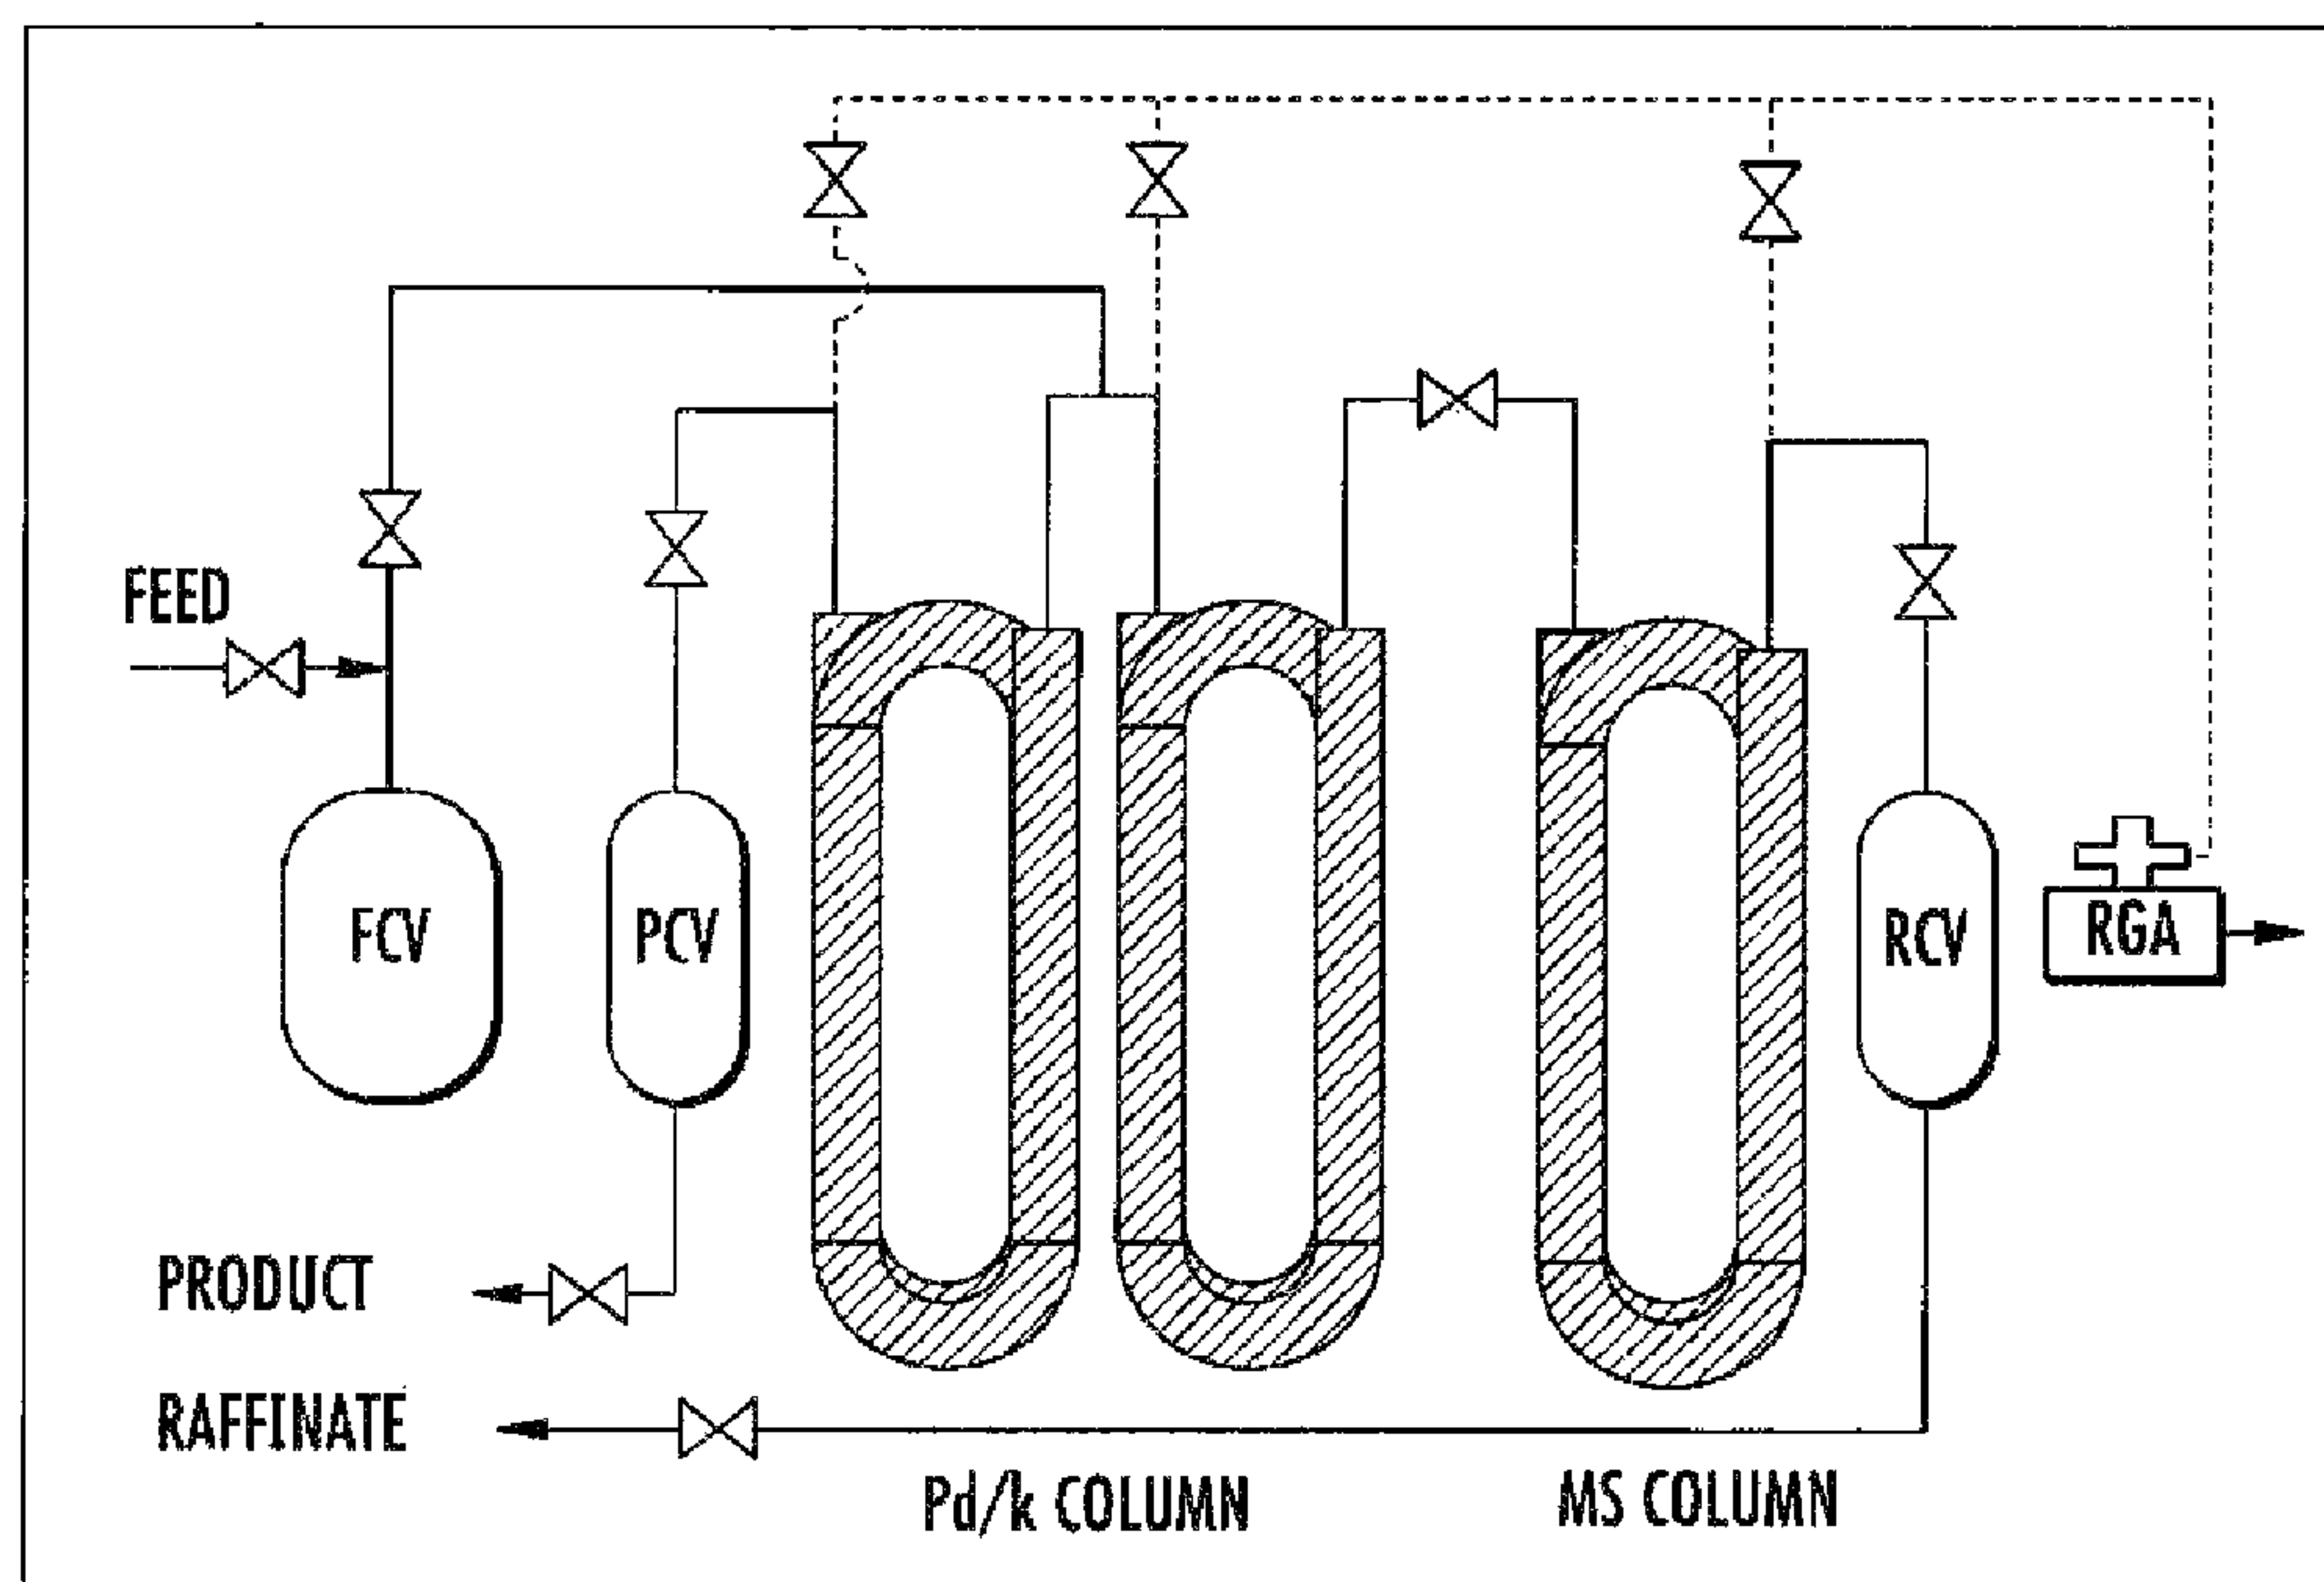 FEED
FCV
PCV
RCV
RGA
PRODUCT
RAFFINATE
Pd/k COLUMN
MS COLUMN